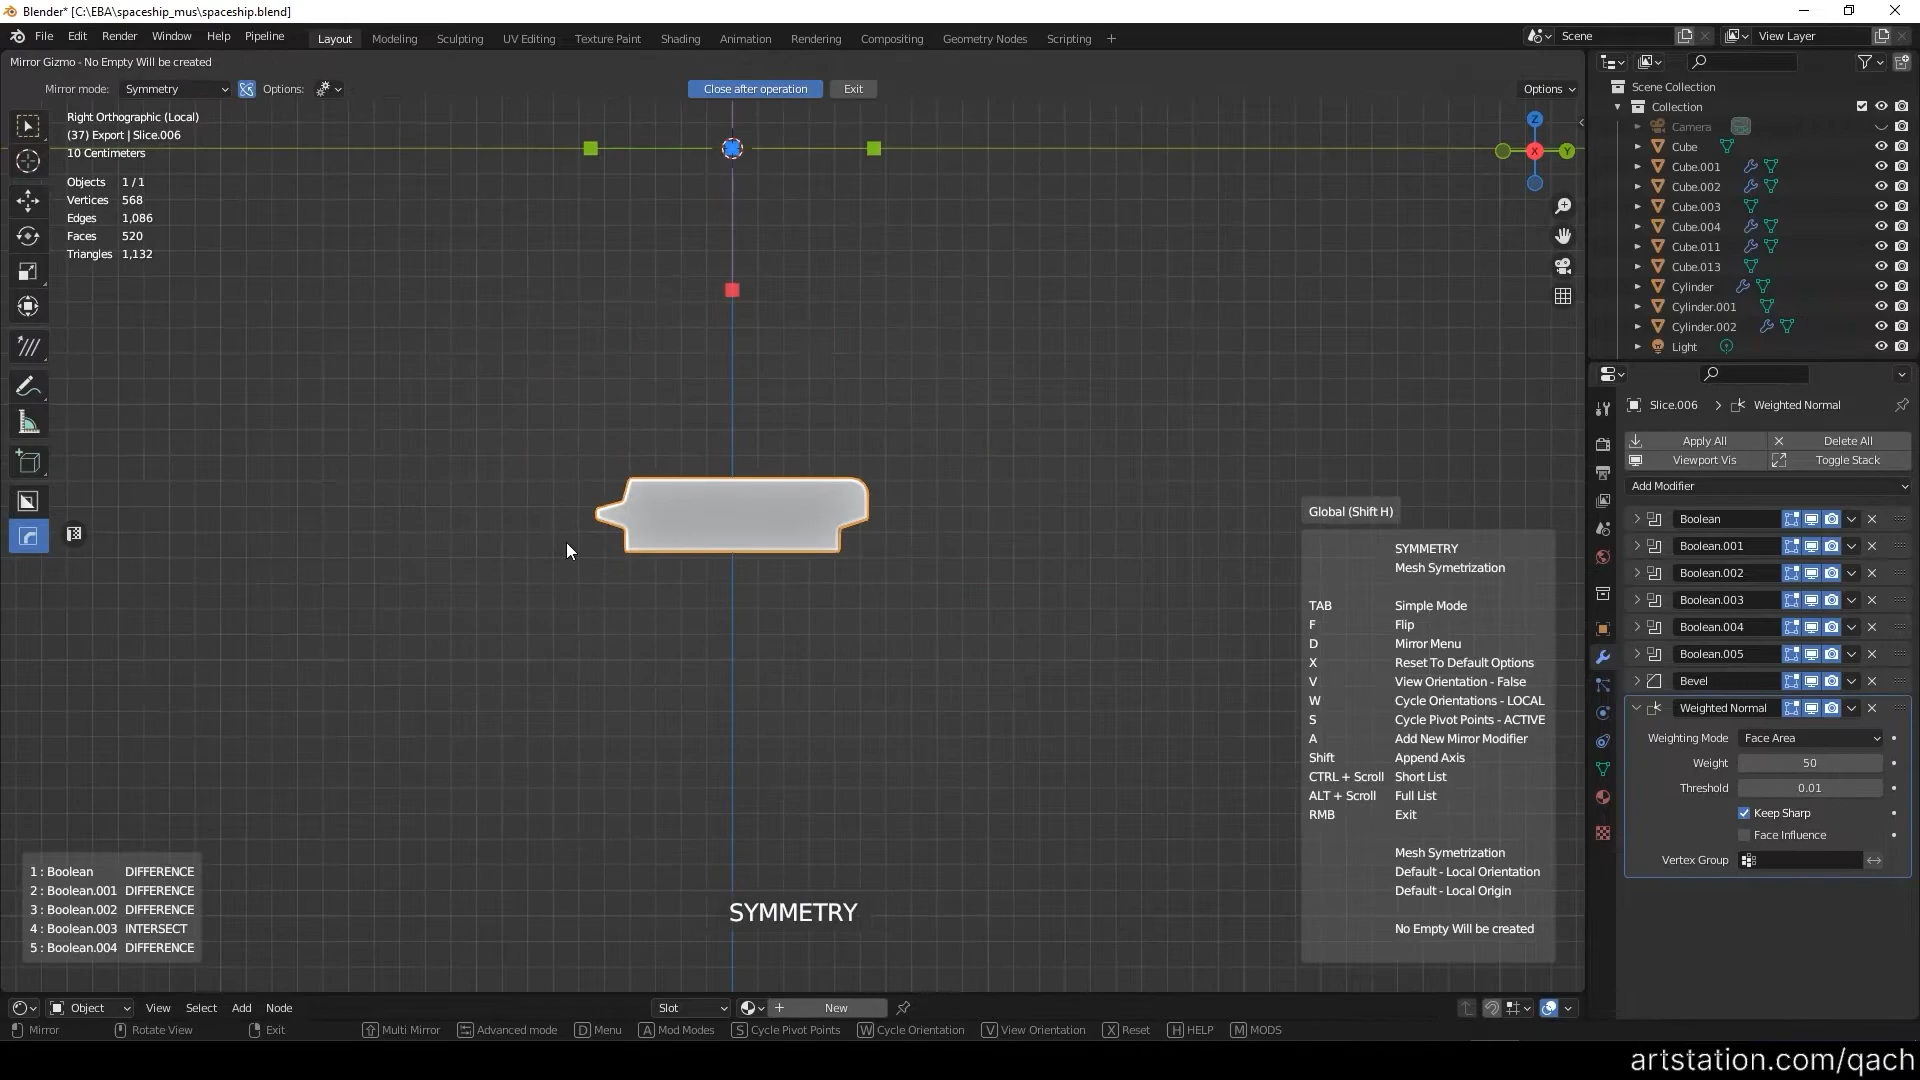 Blender* [C:\EBA\spaceship_mus\spaceship.blend]
File Edit Render Window Help Pipeline
Layout Modeling Sculpting UV Editing Texture Paint Shading Animation Rendering Compositing Geometry Nodes Scripting +
Scene
View Layer
Mirror Gizmo - No Empty Will be created
Mirror mode: Symmetry Options:
Close after operation Exit
Options
Right Orthographic (Local)
(37) Export | Slice.006
10 Centimeters
Objects 1 / 1
Vertices 568
Edges 1,086
Faces 520
Triangles 1,132
Z
X
Y
Scene Collection
Collection
Camera
Cube
Cube.001
Cube.002
Cube.003
Cube.004
Cube.011
Cube.013
Cylinder
Cylinder.001
Cylinder.002
Light
Slice.006 > Weighted Normal
Apply All Delete All
Viewport Vis Toggle Stack
Add Modifier
Boolean
Boolean.001
Boolean.002
Boolean.003
Boolean.004
Boolean.005
Bevel
Weighted Normal
Weighting Mode Face Area
Weight 50
Threshold 0.01
Keep Sharp
Face Influence
Vertex Group
Global (Shift H)
SYMMETRY
Mesh Symetrization
TAB Simple Mode
F Flip
D Mirror Menu
X Reset To Default Options
V View Orientation - False
W Cycle Orientations - LOCAL
S Cycle Pivot Points - ACTIVE
A Add New Mirror Modifier
Shift Append Axis
CTRL + Scroll Short List
ALT + Scroll Full List
RMB Exit
Mesh Symetrization
Default - Local Orientation
Default - Local Origin
No Empty Will be created
1 : Boolean DIFFERENCE
2 : Boolean.001 DIFFERENCE
3 : Boolean.002 DIFFERENCE
4 : Boolean.003 INTERSECT
5 : Boolean.004 DIFFERENCE
SYMMETRY
Object View Select Add Node
Slot
New
Mirror Rotate View Exit Multi Mirror Advanced mode D Menu A Mod Modes S Cycle Pivot Points W Cycle Orientation V View Orientation X Reset H HELP M MODS
artstation.com/qach